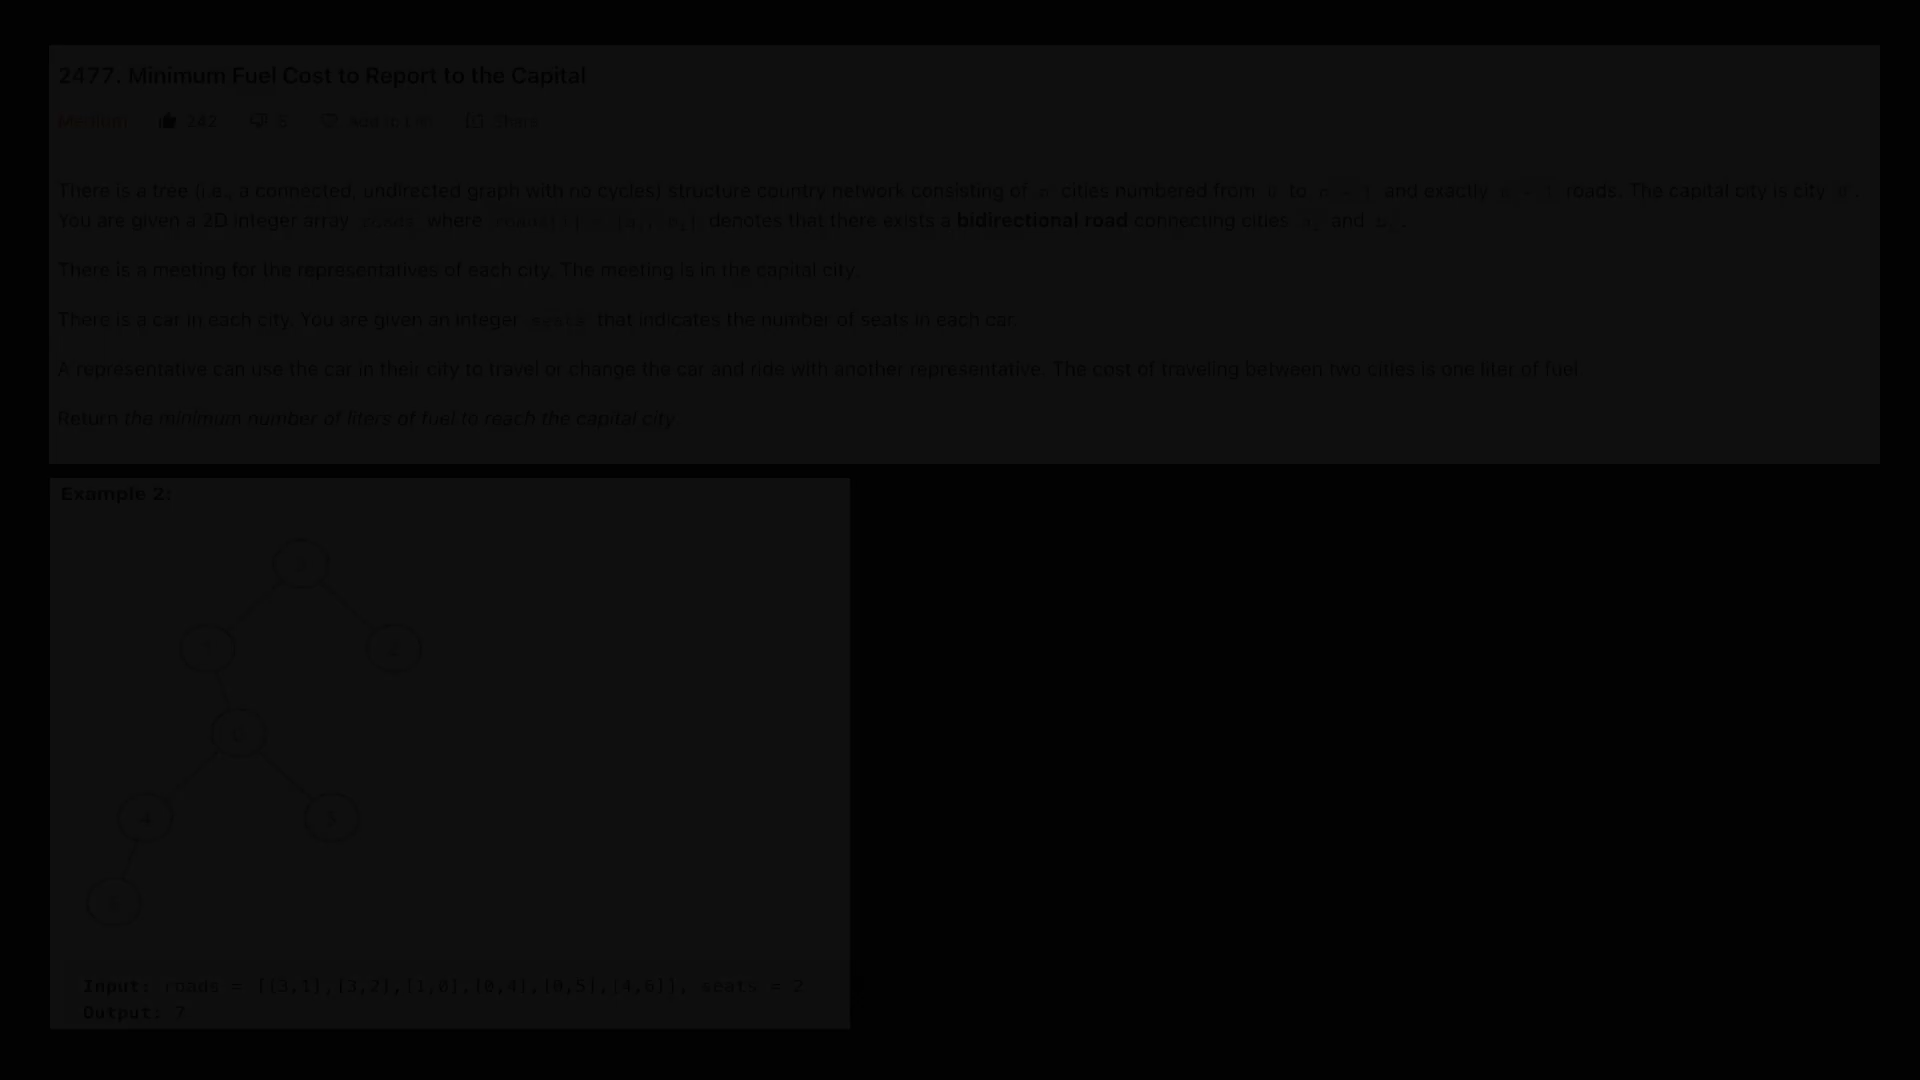 2477. Minimum Fuel Cost to Report to the Capital
Medium 242 5 Add to List Share
There is a tree (i.e., a connected, undirected graph with no cycles) structure country network consisting of n cities numbered from 0 to n - 1 and exactly n - 1 roads. The capital city is city 0.
You are given a 2D integer array roads where roads[i] = [ai, bi] denotes that there exists a bidirectional road connecting cities ai and bi.
There is a meeting for the representatives of each city. The meeting is in the capital city.
There is a car in each city. You are given an integer seats that indicates the number of seats in each car.
A representative can use the car in their city to travel or change the car and ride with another representative. The cost of traveling between two cities is one liter of fuel.
Return the minimum number of liters of fuel to reach the capital city
Example 2:
3
1 2
0
4 5
6
Input: roads = [[3,1],[3,2],[1,0],[0,4],[0,5],[4,6]], seats = 2
Output: 7